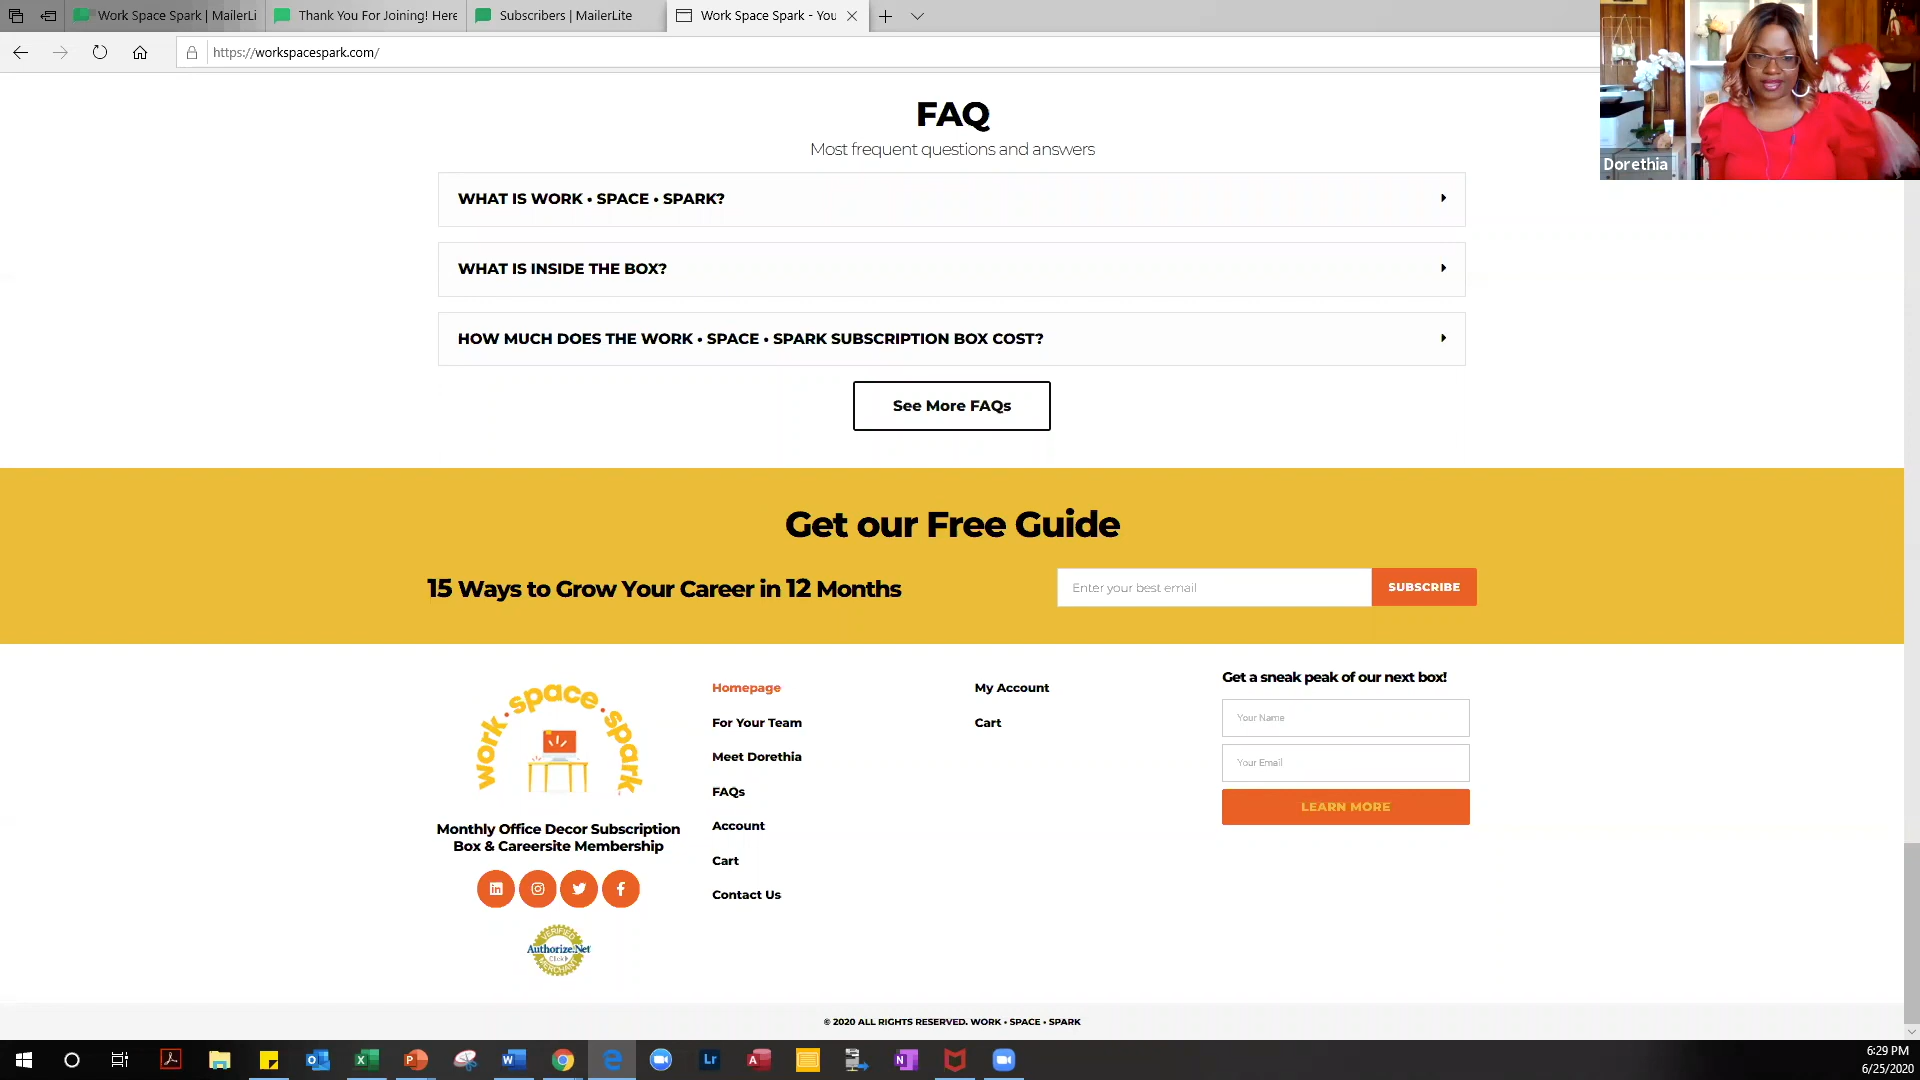 Work Space Spark | MailerLi
Thank You For Joining! Here
Subscribers | MailerLite
Work Space Spark - You
https://workspacespark.com/
Dorethia
FAQ
Most frequent questions and answers
WHAT IS WORK • SPACE • SPARK?
WHAT IS INSIDE THE BOX?
HOW MUCH DOES THE WORK • SPACE • SPARK SUBSCRIPTION BOX COST?
See More FAQs
Get our Free Guide
15 Ways to Grow Your Career in 12 Months
Enter your best email
SUBSCRIBE
work • space • spark
Monthly Office Decor Subscription
Box & Careersite Membership
VERIFIED
Authorize.Net
Click
MERCHANT
Homepage
For Your Team
Meet Dorethia
FAQs
Account
Cart
Contact Us
My Account
Cart
Get a sneak peak of our next box!
Your Name
Your Email
LEARN MORE
© 2020 ALL RIGHTS RESERVED. WORK • SPACE • SPARK
6:29 PM
6/25/2020